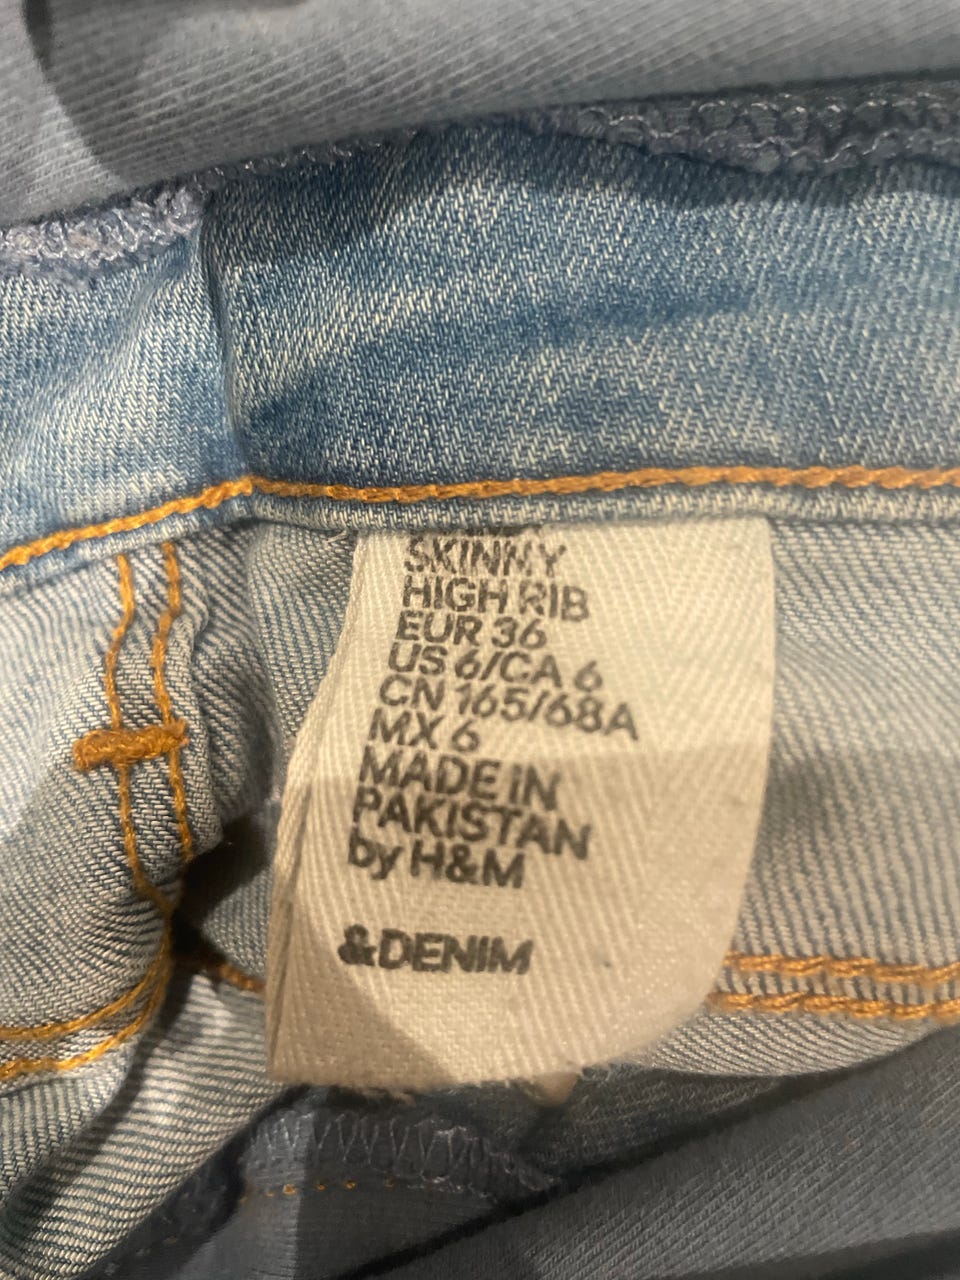 SKINNY
HIGH RIB
EUR 36
US 6/CA 6
CN 165/68A
MX 6
MADE IN
PAKISTAN
by H&M
&DENIM